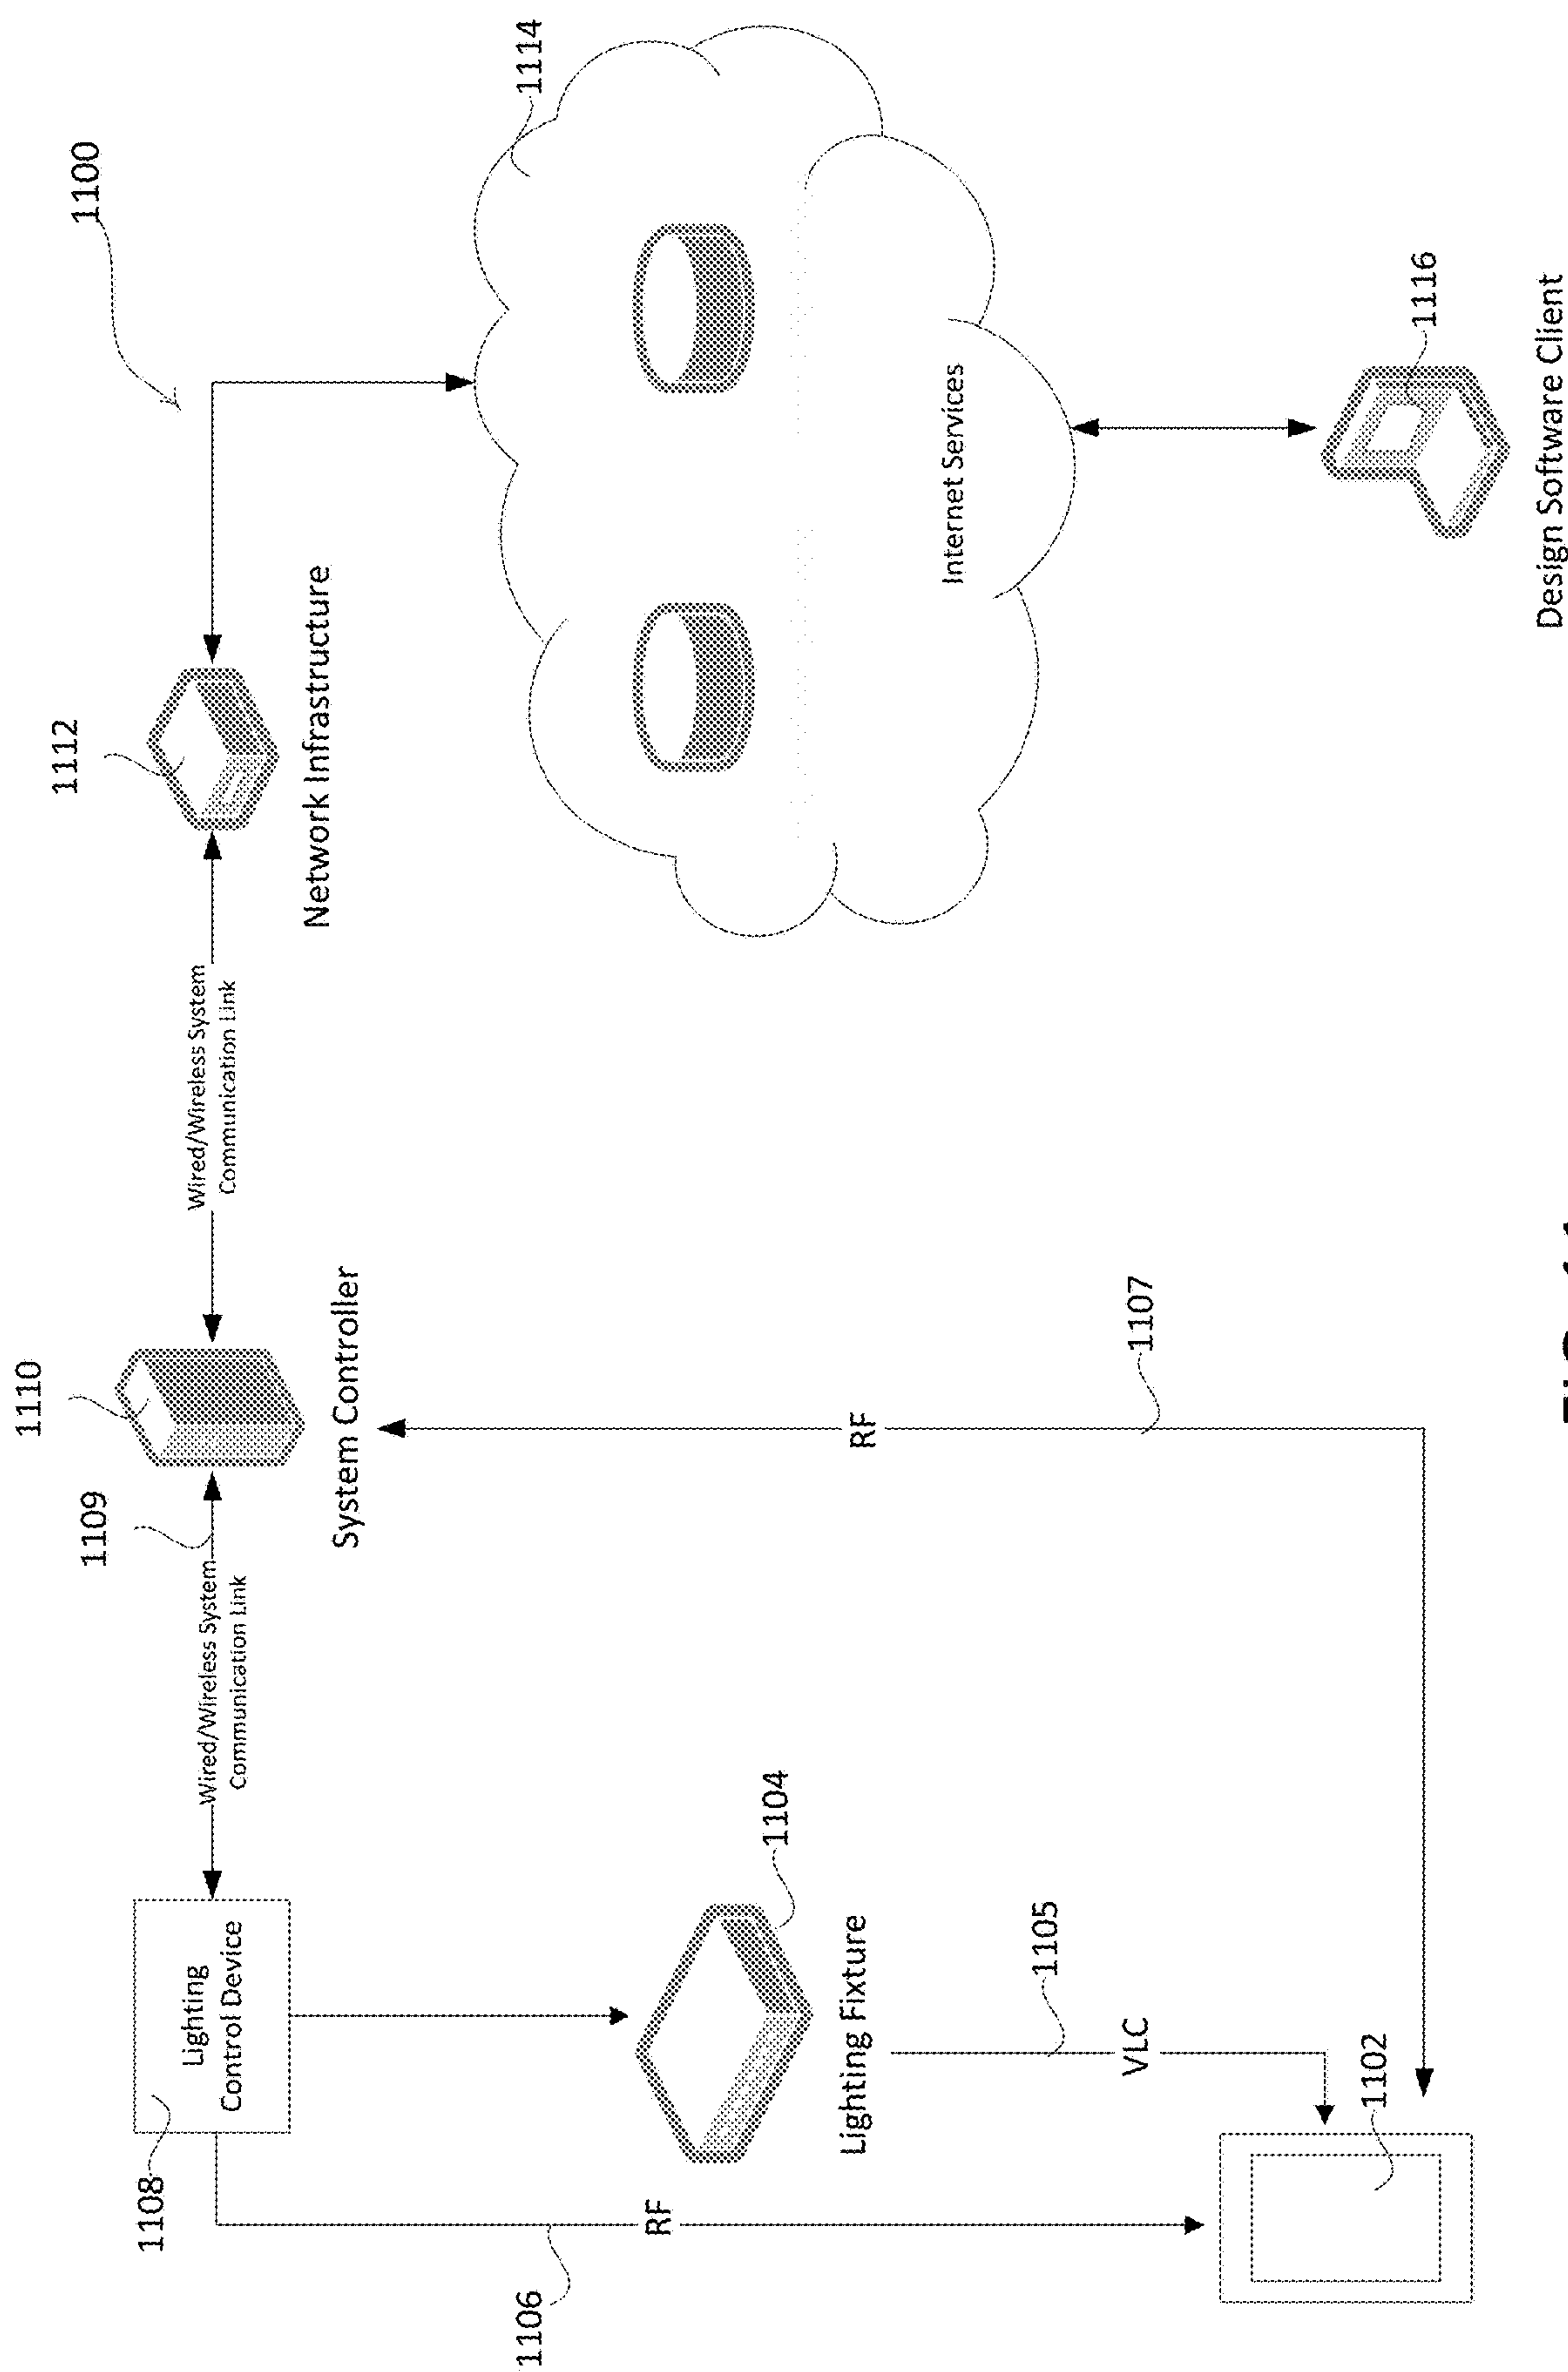 1100
1110
1112
1109
1108
Lighting
Control Device
Wired/Wireless System
Communication Link
Wired/Wireless System
Communication Link
System Controller
Network Infrastructure
1114
1106
RF
1104
Lighting Fixture
RF
Internet Services
1105
VLC
1107
1102
1116
Design Software Client